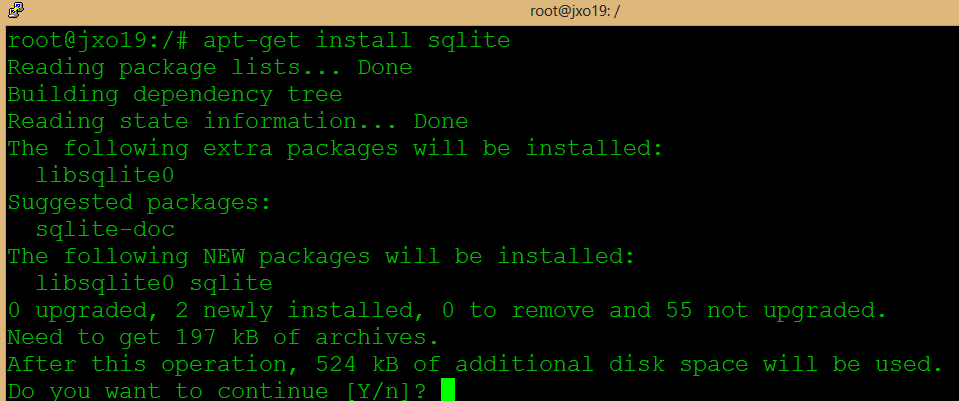 root@jxo19: /
root@jxo19:/# apt-get install sqlite
Reading package lists... Done
Building dependency tree
Reading state information... Done
The following extra packages will be installed:
  libsqlite0
Suggested packages:
  sqlite-doc
The following NEW packages will be installed:
  libsqlite0 sqlite
0 upgraded, 2 newly installed, 0 to remove and 55 not upgraded.
Need to get 197 kB of archives.
After this operation, 524 kB of additional disk space will be used.
Do you want to continue [Y/n]?